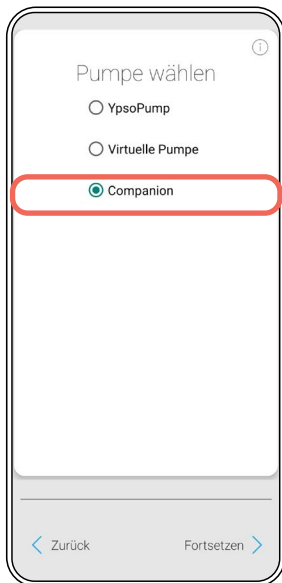 Pumpe wählen
YpsoPump
Virtuelle Pumpe
Companion
Zurück
Fortsetzen